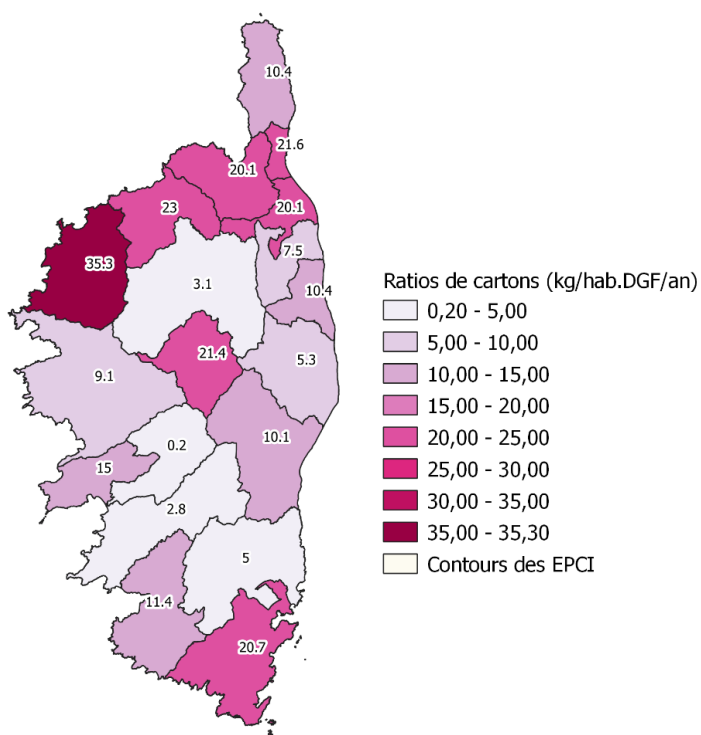 10.4
21.6
20.1
23
20.1
7.5
35.3
3.1
10.4
21.4
5.3
9.1
10.1
0.2
15
2.8
5
11.4
20.7
Ratios de cartons (kg/hab.DGF/an)
0,20 - 5,00
5,00 - 10,00
10,00 - 15,00
15,00 - 20,00
20,00 - 25,00
25,00 - 30,00
30,00 - 35,00
35,00 - 35,30
Contours des EPCI